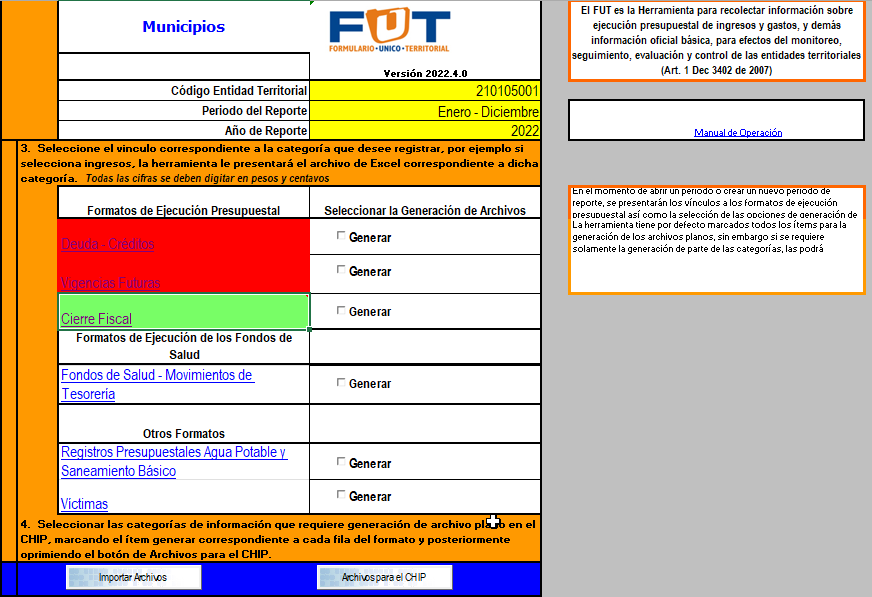 Municipios
FUT
FORMULARIO·UNICO·TERRITORIAL
Versión 2022.4.0
Código Entidad Territorial 210105001
Periodo del Reporte Enero - Diciembre
Año de Reporte 2022
3. Seleccione el vinculo correspondiente a la categoría que desee registrar, por ejemplo si
selecciona ingresos, la herramienta le presentará el archivo de Excel correspondiente a dicha
categoría. Todas las cifras se deben digitar en pesos y centavos
Formatos de Ejecución Presupuestal Seleccionar la Generación de Archivos
Deuda - Creditos Generar
Vigencias Futuras Generar
Cierre Fiscal Generar
Formatos de Ejecución de los Fondos de
Salud
Fondos de Salud - Movimientos de
Tesorería Generar
Otros Formatos
Registros Presupuestales Agua Potable y
Saneamiento Básico Generar
Víctimas Generar
4. Seleccionar las categorías de información que requiere generación de archivo plano en el
CHIP, marcando el ítem generar correspondiente a cada fila del formato y posteriormente
oprimiendo el botón de Archivos para el CHIP.
Importar Archivos Archivos para el CHIP
El FUT es la Herramienta para recolectar información sobre
ejecución presupuestal de ingresos y gastos, y demás
información oficial básica, para efectos del monitoreo,
seguimiento, evaluación y control de las entidades territoriales
(Art. 1 Dec 3402 de 2007)
Manual de Operación
En el momento de abrir un periodo o crear un nuevo periodo de
reporte, se presentarán los vínculos a los formatos de ejecución
presupuestal así como la selección de las opciones de generación de
La herramienta tiene por defecto marcados todos los ítems para la
generación de los archivos planos, sin embargo si se requiere
solamente la generación de parte de las categorías, las podrá